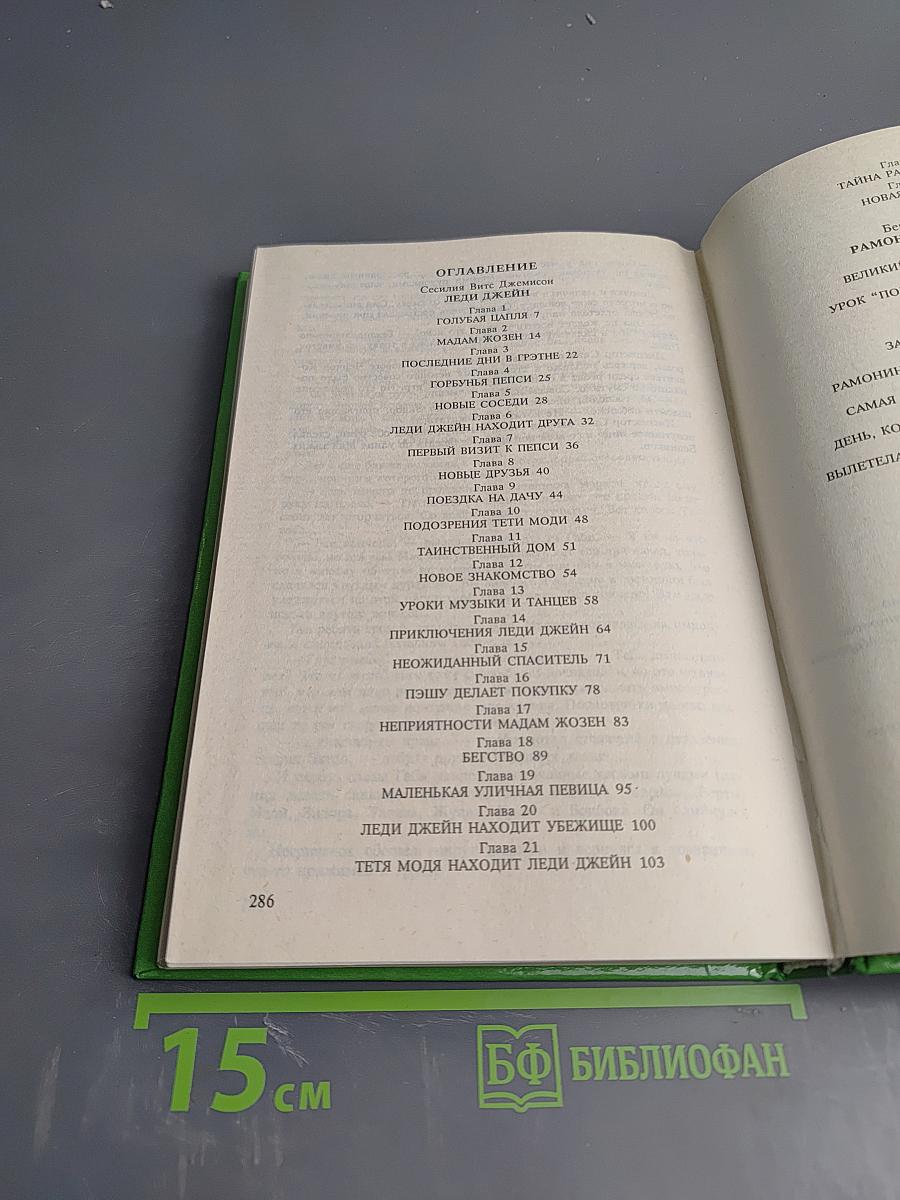 ОГЛАВЛЕНИЕ
Сесилия Витс Джемисон
ЛЕДИ ДЖЕЙН
Глава 1
ГОЛУБАЯ ЦАПЛЯ 7
Глава 2
МАДАМ ЖОЗЕН 14
Глава 3
ПОСЛЕДНИЕ ДНИ В ГРЭТНЕ 22
Глава 4
ГОРБУНЬЯ ПЕПСИ 25
Глава 5
НОВЫЕ СОСЕДИ 28
Глава 6
ЛЕДИ ДЖЕЙН НАХОДИТ ДРУГА 32
Глава 7
ПЕРВЫЙ ВИЗИТ К ПЕПСИ 36
Глава 8
НОВЫЕ ДРУЗЬЯ 40
Глава 9
ПОЕЗДКА НА ДАЧУ 44
Глава 10
ПОДОЗРЕНИЯ ТЕТИ МОДИ 48
Глава 11
ТАИНСТВЕННЫЙ ДОМ 51
Глава 12
НОВОЕ ЗНАКОМСТВО 54
Глава 13
УРОКИ МУЗЫКИ И ТАНЦЕВ 58
Глава 14
ПРИКЛЮЧЕНИЯ ЛЕДИ ДЖЕЙН 64
Глава 15
НЕОЖИДАННЫЙ СПАСИТЕЛЬ 71
Глава 16
ПЭШУ ДЕЛАЕТ ПОКУПКУ 78
Глава 17
НЕПРИЯТНОСТИ МАДАМ ЖОЗЕН 83
Глава 18
БЕГСТВО 89
Глава 19
МАЛЕНЬКАЯ УЛИЧНАЯ ПЕВИЦА 95
Глава 20
ЛЕДИ ДЖЕЙН НАХОДИТ УБЕЖИЩЕ 100
Глава 21
ТЕТЯ МОДЯ НАХОДИТ ЛЕДИ ДЖЕЙН 103
286
ТАЙНА
НОВАЯ
ВЕЛИКИ
УРОК "ПО
ЗА
РАМОНИН
САМАЯ
ДЕНЬ, КО
ВЫЛЕТЕЛА
15 см
БФ БИБЛИОФАН